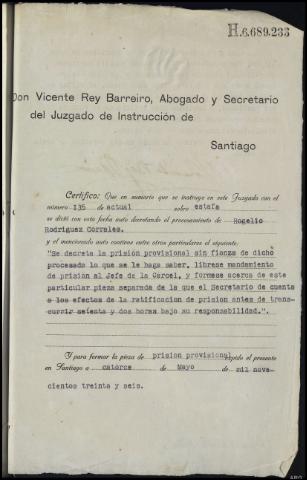 H.6.689.233
Don Vicente Rey Barreiro, Abogado y Secretario
del Juzgado de Instrucción de
Santiago
Certifico: Que en sumario que se instruye en este Juzgado con el
número 135 de actual sobre estafa
se dictó con esta fecha auto decretando el procesamiento de Rogelio
Rodriguez Corrales.
y el mencionado auto contiene entre otros particulares el siguiente:
"Se decreta la prisión provisional sin fianza de dicho
procesado lo que se le haga saber, librese mandamiento
de prision al Jefe de la Carcel, y fórmese acerca de este
particular pieza separada de la que el Secretario de cuenta
a los efectos de la ratificacion de prision antes de trans-
currir setenta y dos horas bajo su responsabilidad.".
Y para formar la pieza de prision provisional expido el presente
en Santiago a catorce de Mayo de mil nove-
cientos treinta y seis.